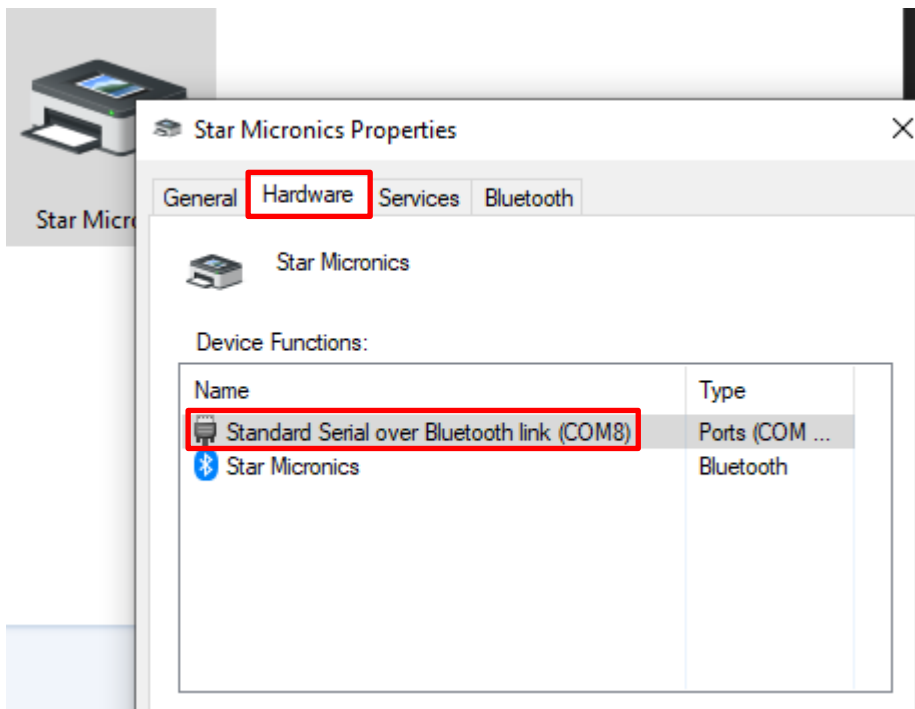 Star Micronics Properties
General Hardware Services Bluetooth
Star Micr
Star Micronics
Device Functions:
Name Type
Standard Serial over Bluetooth link (COM8) Ports (COM ...
Star Micronics Bluetooth